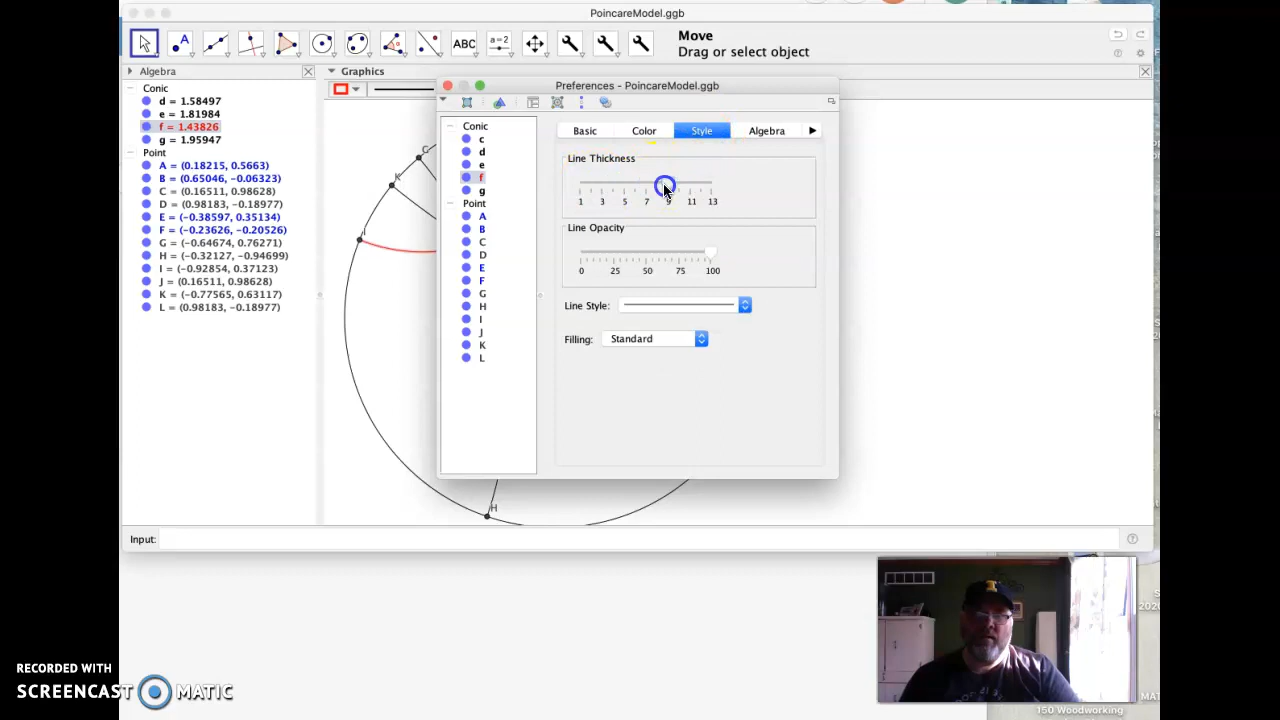 PoincareModel.ggb
ABC
a=2
Move
Drag or select object
Algebra
Graphics
Preferences - PoincareModel.ggb
Conic
d = 1.58497
e = 1.81984
f = 1.43826
g = 1.95947
Point
A = (0.18215, 0.5663)
B = (0.65046, -0.06323)
C = (0.16511, 0.98628)
D = (0.98183, -0.18977)
E = (-0.38597, 0.35134)
F = (-0.23626, -0.20526)
G = (-0.64674, 0.76271)
H = (-0.32127, -0.94699)
I = (-0.92854, 0.37123)
J = (0.16511, 0.98628)
K = (-0.77565, 0.63117)
L = (0.98183, -0.18977)
G
K
I
H
Conic
c
d
e
f
g
Point
A
B
C
D
E
F
G
H
I
J
K
L
Basic
Color
Style
Algebra
Line Thickness
1 3 5 7 9 11 13
Line Opacity
0 25 50 75 100
Line Style:
Filling:
Standard
Input:
RECORDED WITH
SCREENCAST MATIC
150 Woodworking